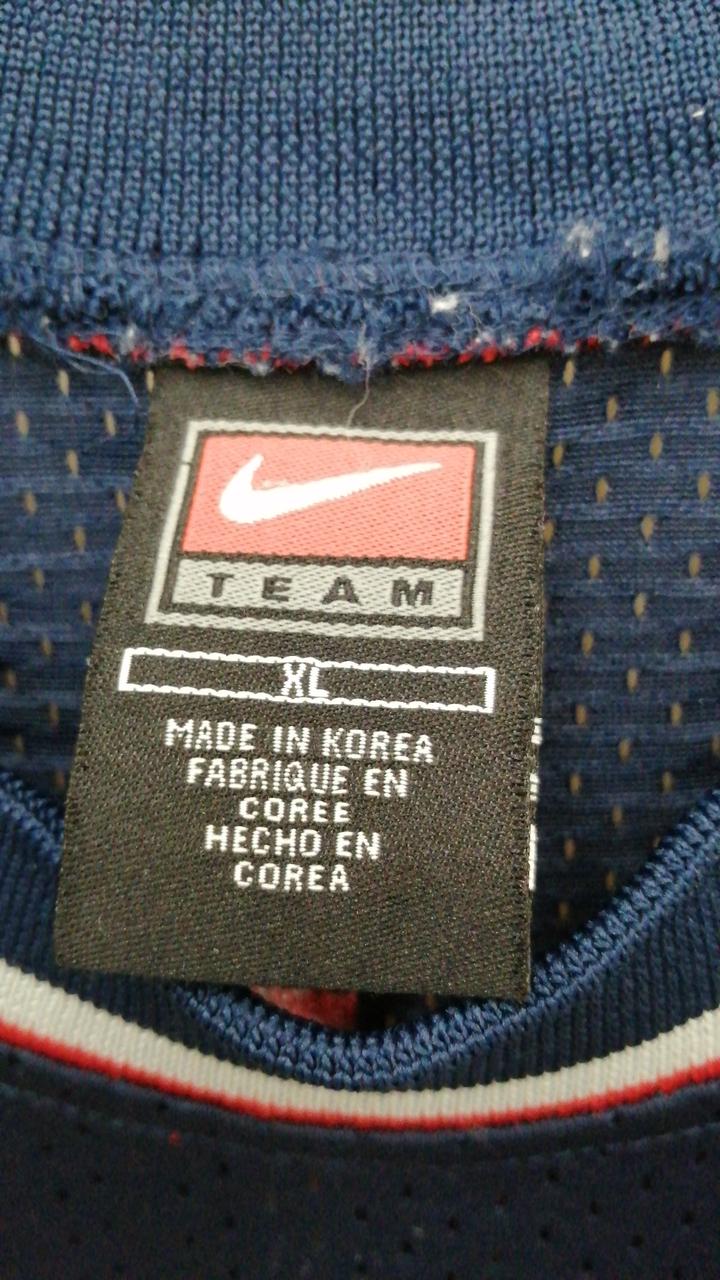 TEAM
XL
MADE IN KOREA
FABRIQUE EN
COREE
HECHO EN
COREA